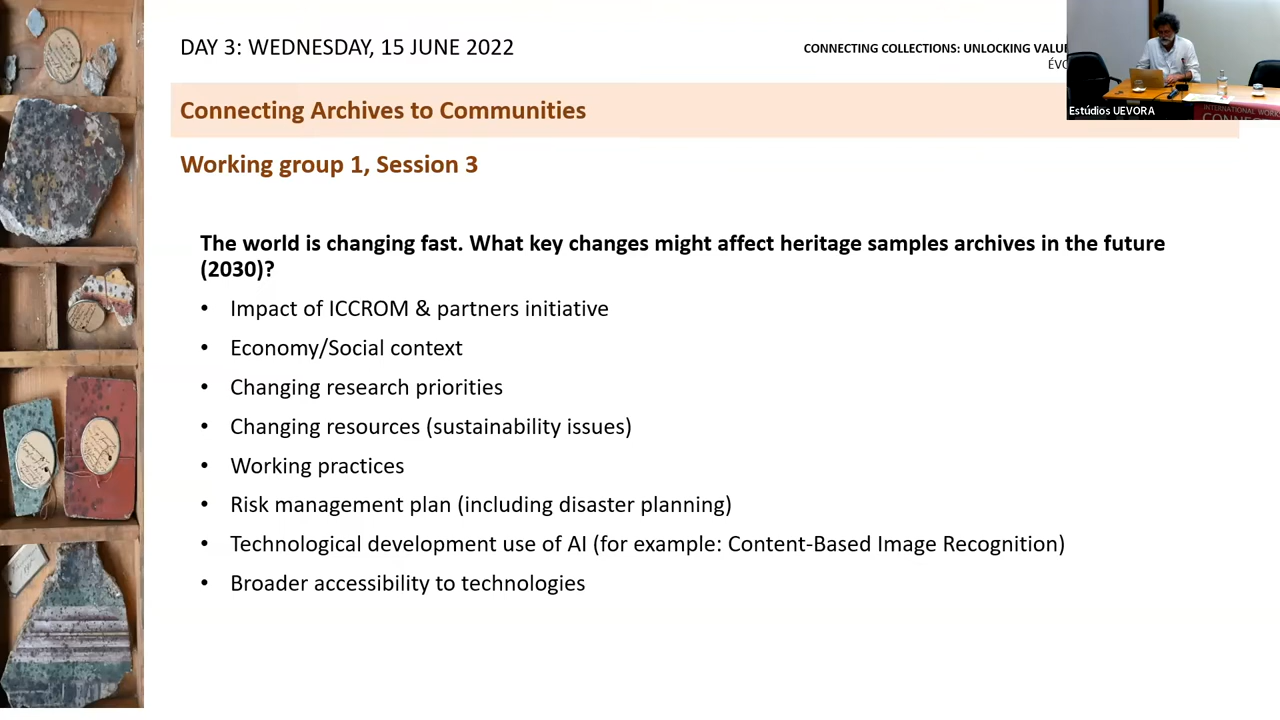 DAY 3: WEDNESDAY, 15 JUNE 2022
CONNECTING COLLECTIONS: UNLOCKING VALU
ÉVO
Estúdios UEVORA
INTERNATIONAL WORK
CONN
Connecting Archives to Communities
Working group 1, Session 3
The world is changing fast. What key changes might affect heritage samples archives in the future
(2030)?
• Impact of ICCROM & partners initiative
• Economy/Social context
• Changing research priorities
• Changing resources (sustainability issues)
• Working practices
• Risk management plan (including disaster planning)
• Technological development use of AI (for example: Content-Based Image Recognition)
• Broader accessibility to technologies